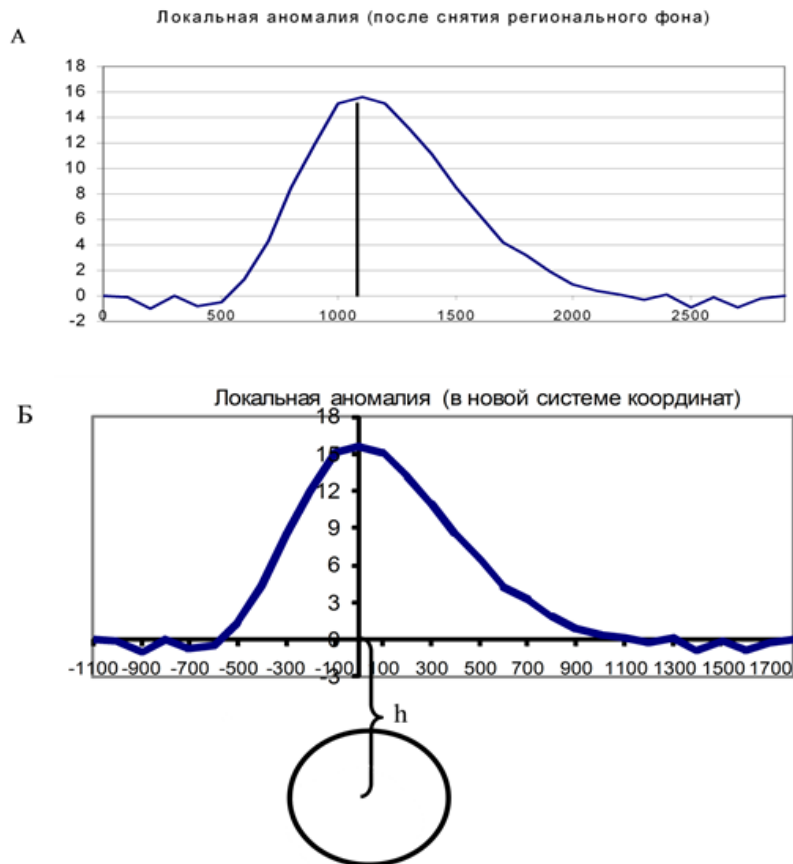 Локальная аномалия (после снятия регионального фона)
А
18
16
14
12
10
8
6
4
2
0
-2
0 500 1000 1500 2000 2500
Локальная аномалия (в новой системе координат)
Б
18
15
12
9
6
3
0
-1100 -900 -700 -500 -300 -100 100 300 500 700 900 1100 1300 1500 1700
-3
h